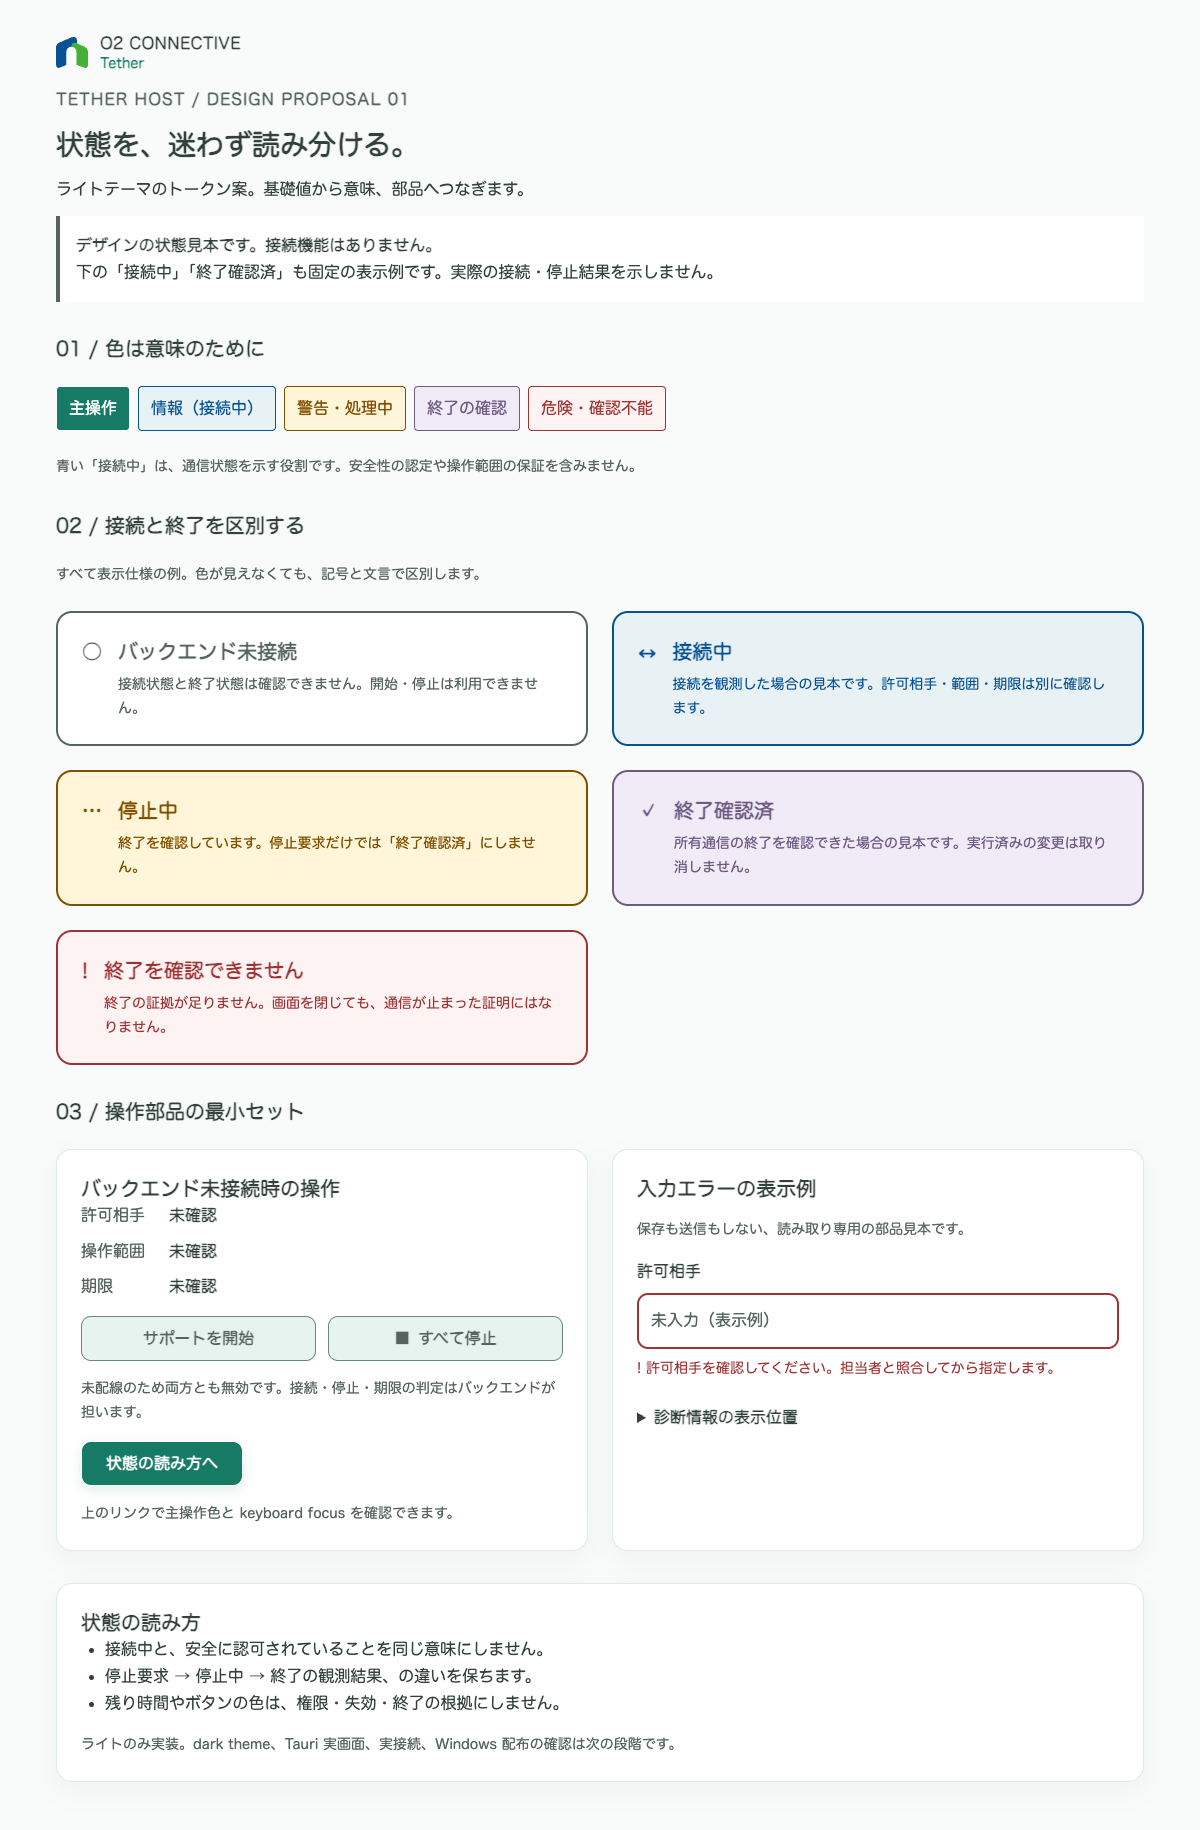 O2 CONNECTIVE
Tether
TETHER HOST / DESIGN PROPOSAL 01
状態を、迷わず読み分ける。
ライトテーマのトークン案。基礎値から意味、部品へつなぎます。
デザインの状態見本です。接続機能はありません。
下の「接続中」「終了確認済」も固定の表示例です。実際の接続・停止結果を示しません。
01 / 色は意味のために
主操作
情報（接続中）
警告・処理中
終了の確認
危険・確認不能
青い「接続中」は、通信状態を示す役割です。安全性の認定や操作範囲の保証を含みません。
02 / 接続と終了を区別する
すべて表示仕様の例。色が見えなくても、記号と文言で区別します。
○ バックエンド未接続
接続状態と終了状態は確認できません。開始・停止は利用できませ
ん。
↔ 接続中
接続を観測した場合の見本です。許可相手・範囲・期限は別に確認し
ます。
… 停止中
終了を確認しています。停止要求だけでは「終了確認済」にしませ
ん。
✓ 終了確認済
所有通信の終了を確認できた場合の見本です。実行済みの変更は取り
消しません。
! 終了を確認できません
終了の証拠が足りません。画面を閉じても、通信が止まった証明にはな
りません。
03 / 操作部品の最小セット
バックエンド未接続時の操作
許可相手 未確認
操作範囲 未確認
期限 未確認
サポートを開始
■ すべて停止
未配線のため両方とも無効です。接続・停止・期限の判定はバックエンドが
担います。
状態の読み方へ
上のリンクで主操作色と keyboard focus を確認できます。
入力エラーの表示例
保存も送信もしない、読み取り専用の部品見本です。
許可相手
未入力（表示例）
! 許可相手を確認してください。担当者と照合してから指定します。
▶ 診断情報の表示位置
状態の読み方
• 接続中と、安全に認可されていることを同じ意味にしません。
• 停止要求 → 停止中 → 終了の観測結果、の違いを保ちます。
• 残り時間やボタンの色は、権限・失効・終了の根拠にしません。
ライトのみ実装。dark theme、Tauri 実画面、実接続、Windows 配布の確認は次の段階です。